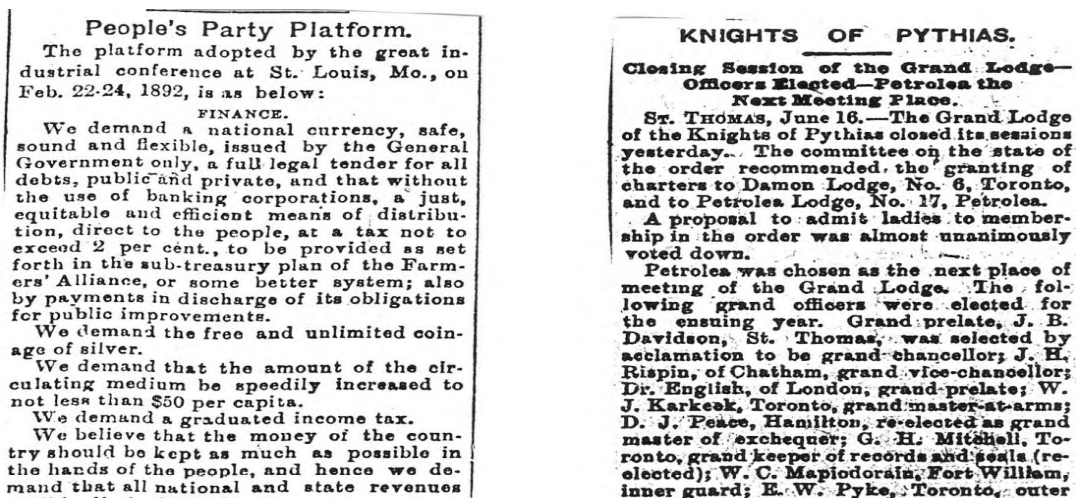 People's Party Platform.
The platform adopted by the great in-
dustrial conference at St. Louis, Mo., on
Feb. 22-24, 1892, is as below:
FINANCE.
We demand a national currency, safe,
sound and flexible, issued by the General
Government only, a full legal tender for all
debts, public and private, and that without
the use of banking corporations, a just,
equitable and efficient means of distribu-
tion, direct to the people, at a tax not to
exceed 2 per cent., to be provided as set
forth in the sub-treasury plan of the Farm-
ers' Alliance, or some better system; also
by payments in discharge of its obligations
for public improvements.
We demand the free and unlimited coin-
age of silver.
We demand that the amount of the cir-
culating medium be speedily increased to
not less than $50 per capita.
We demand a graduated income tax.
We believe that the money of the coun-
try should be kept as much as possible in
the hands of the people, and hence we de-
mand that all national and state revenues
KNIGHTS OF PYTHIAS.
Closing Session of the Grand Lodge—
Officers Elected—Petrolea the
Next Meeting Place.
ST. THOMAS, June 16.—The Grand Lodge
of the Knights of Pythias closed its sessions
yesterday. The committee on the state of
the order recommended the granting of
charters to Damon Lodge, No. 6, Toronto,
and to Petrolea Lodge, No. 17, Petrolea.
A proposal to admit ladies to member-
ship in the order was almost unanimously
voted down.
Petrolea was chosen as the next place of
meeting of the Grand Lodge. The fol-
lowing grand officers were elected for
the ensuing year. Grand prelate, J. B.
Davidson, St. Thomas, was selected by
acclamation to be grand chancellor; J. H.
Rispin, of Chatham, grand vice-chancellor;
Dr. English, of London, grand prelate; W.
J. Karkeek, Toronto, grand master-at-arms;
D. J. Peace, Hamilton, re-elected as grand
master of exchequer; G. H. Mitchell, To-
ronto, grand keeper of records and seals (re-
elected); W. C. Mapiodorain, Fort William,
inner guard; E. W. Pyke, Toronto, outer